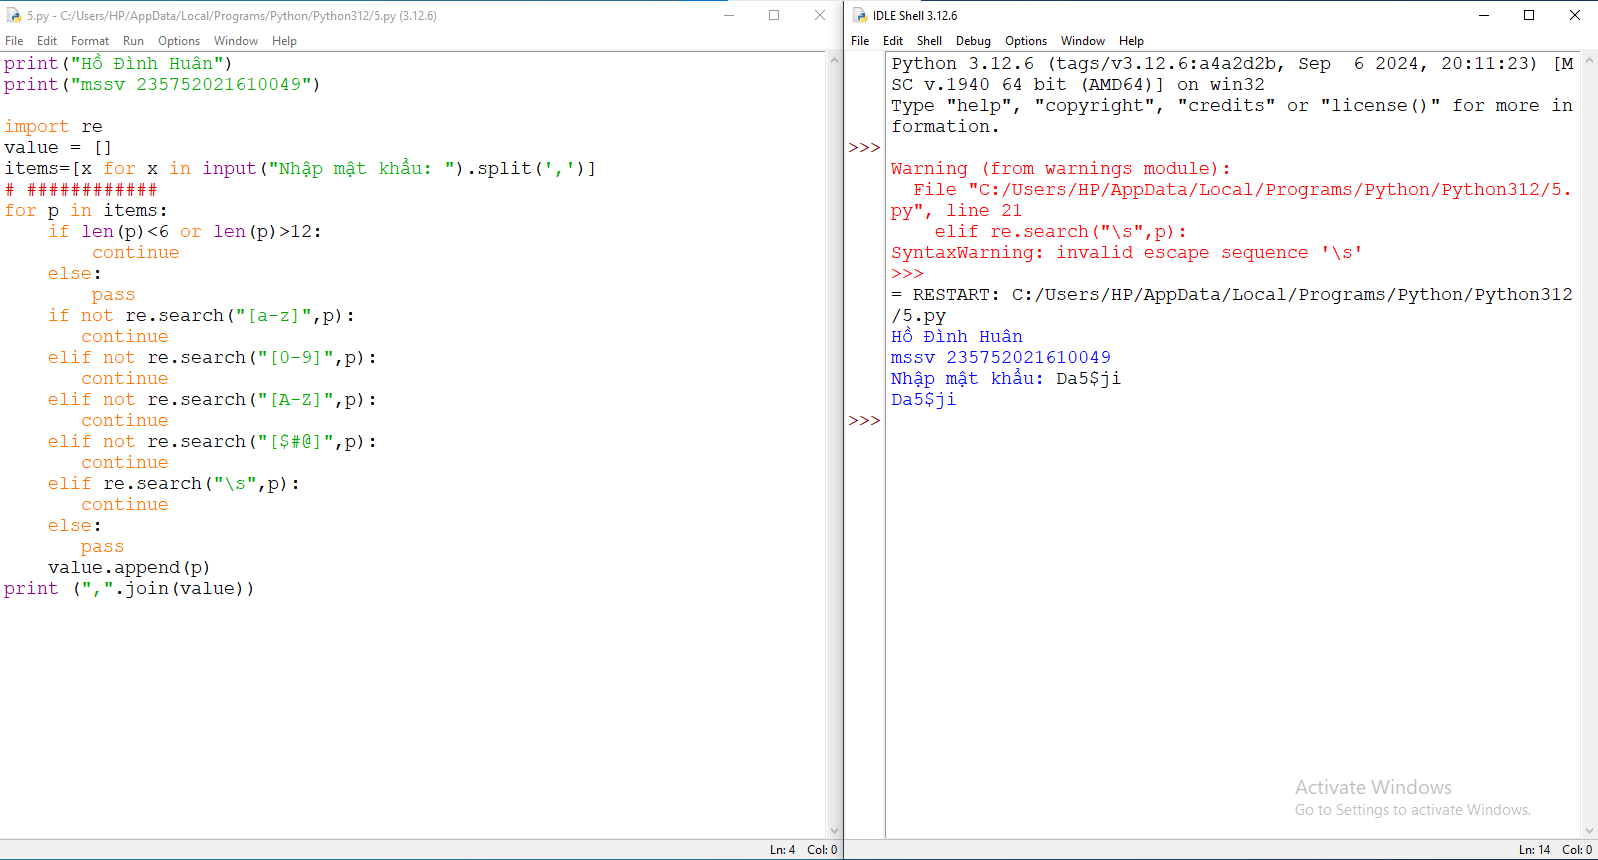 5.py - C:/Users/HP/AppData/Local/Programs/Python/Python312/5.py (3.12.6)
File Edit Format Run Options Window Help
print("Hồ Đình Huân")
print("mssv 235752021610049")
import re
value = []
items=[x for x in input("Nhập mật khẩu: ").split(',')]
# ############
for p in items:
    if len(p)<6 or len(p)>12:
        continue
    else:
        pass
    if not re.search("[a-z]",p):
       continue
    elif not re.search("[0-9]",p):
       continue
    elif not re.search("[A-Z]",p):
       continue
    elif not re.search("[$#@]",p):
       continue
    elif re.search("\s",p):
       continue
    else:
       pass
    value.append(p)
print (",".join(value))
Ln: 4 Col: 0
IDLE Shell 3.12.6
File Edit Shell Debug Options Window Help
Python 3.12.6 (tags/v3.12.6:a4a2d2b, Sep  6 2024, 20:11:23) [M
SC v.1940 64 bit (AMD64)] on win32
Type "help", "copyright", "credits" or "license()" for more in
formation.
>>>
Warning (from warnings module):
  File "C:/Users/HP/AppData/Local/Programs/Python/Python312/5.
py", line 21
    elif re.search("\s",p):
SyntaxWarning: invalid escape sequence '\s'
>>>
= RESTART: C:/Users/HP/AppData/Local/Programs/Python/Python312
/5.py
Hồ Đình Huân
mssv 235752021610049
Nhập mật khẩu: Da5$ji
Da5$ji
>>>
Activate Windows
Go to Settings to activate Windows.
Ln: 14 Col: 0